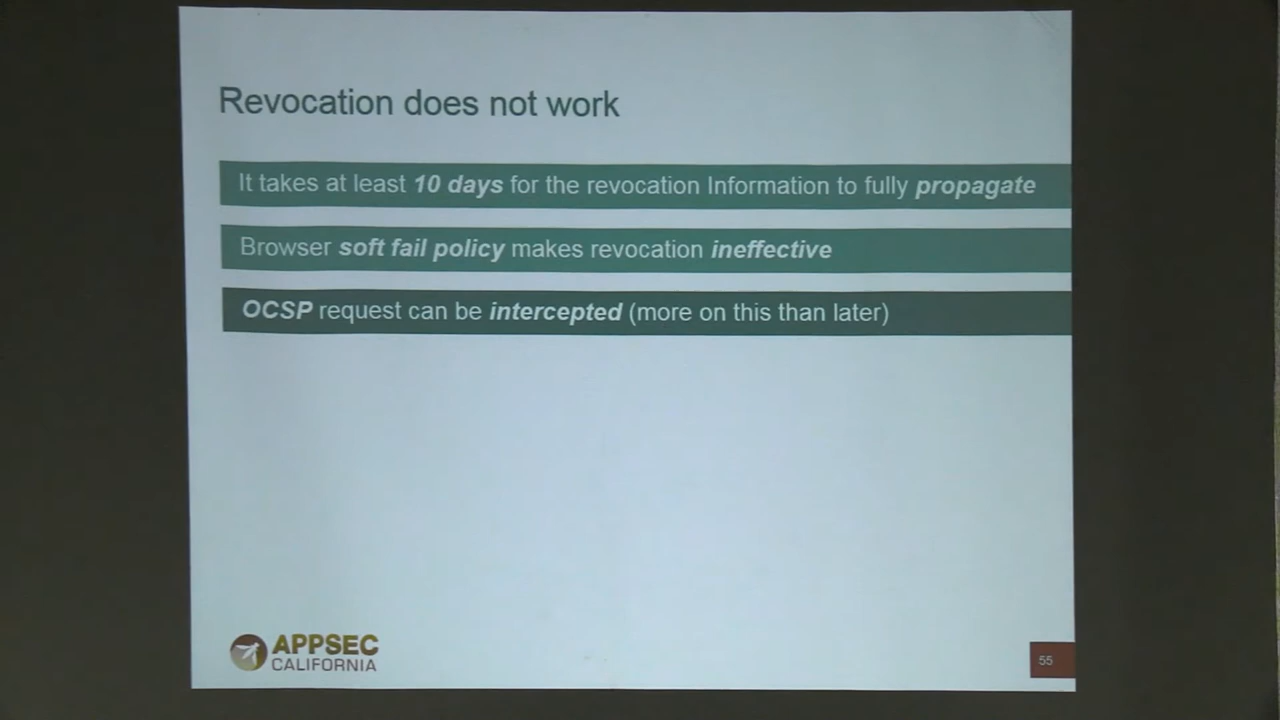 Revocation does not work
It takes at least 10 days for the revocation Information to fully propagate
Browser soft fail policy makes revocation ineffective
OCSP request can be intercepted (more on this than later)
APPSEC
CALIFORNIA
55